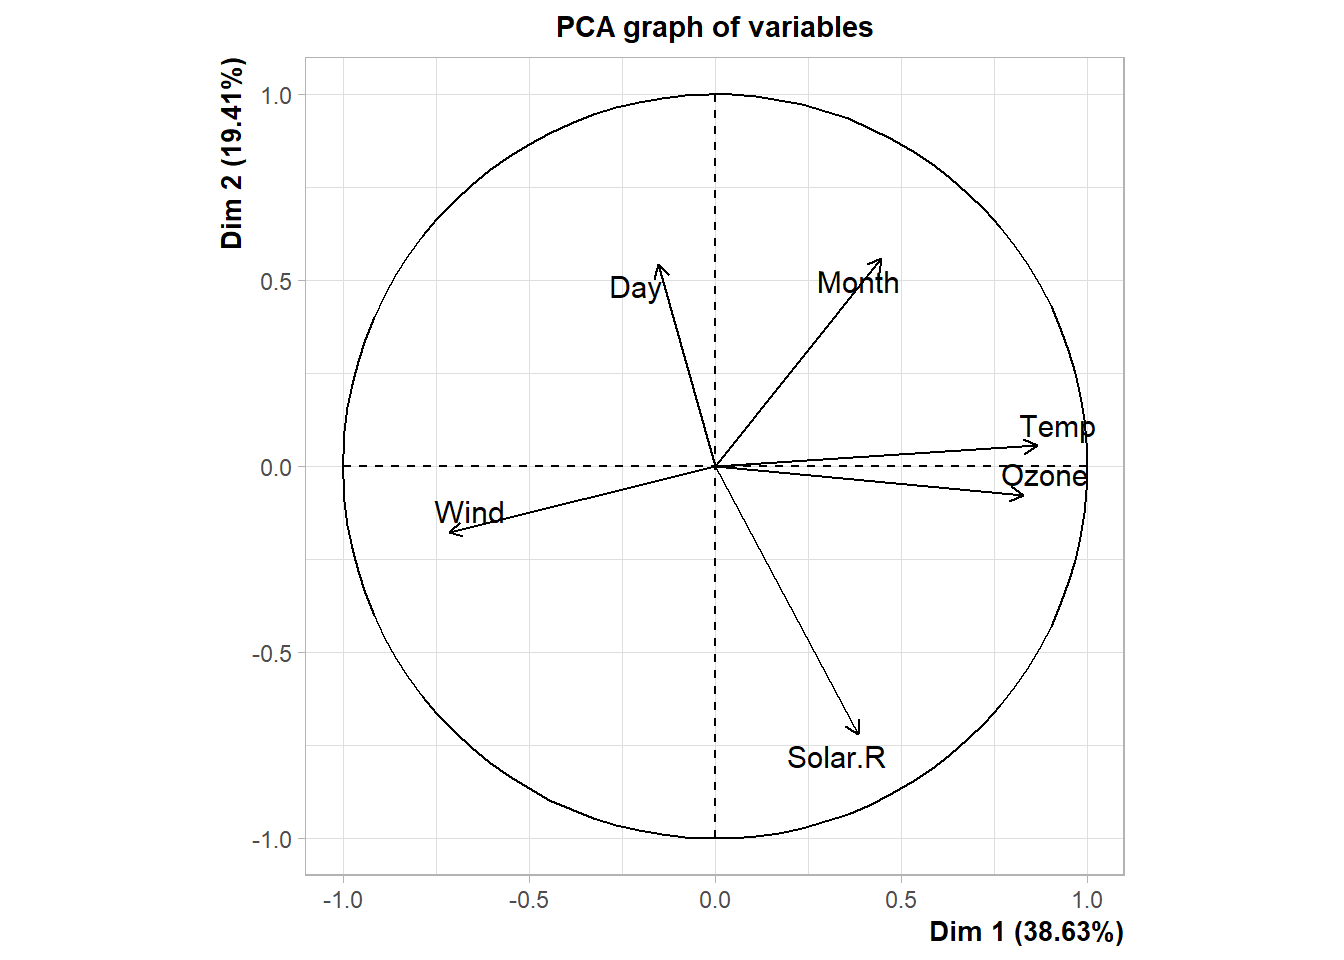 PCA graph of variables
Dim 2 (19.41%)
1.0
0.5
0.0
-0.5
-1.0
Day
Month
Temp
Ozone
Wind
Solar.R
-1.0
-0.5
0.0
0.5
1.0
Dim 1 (38.63%)